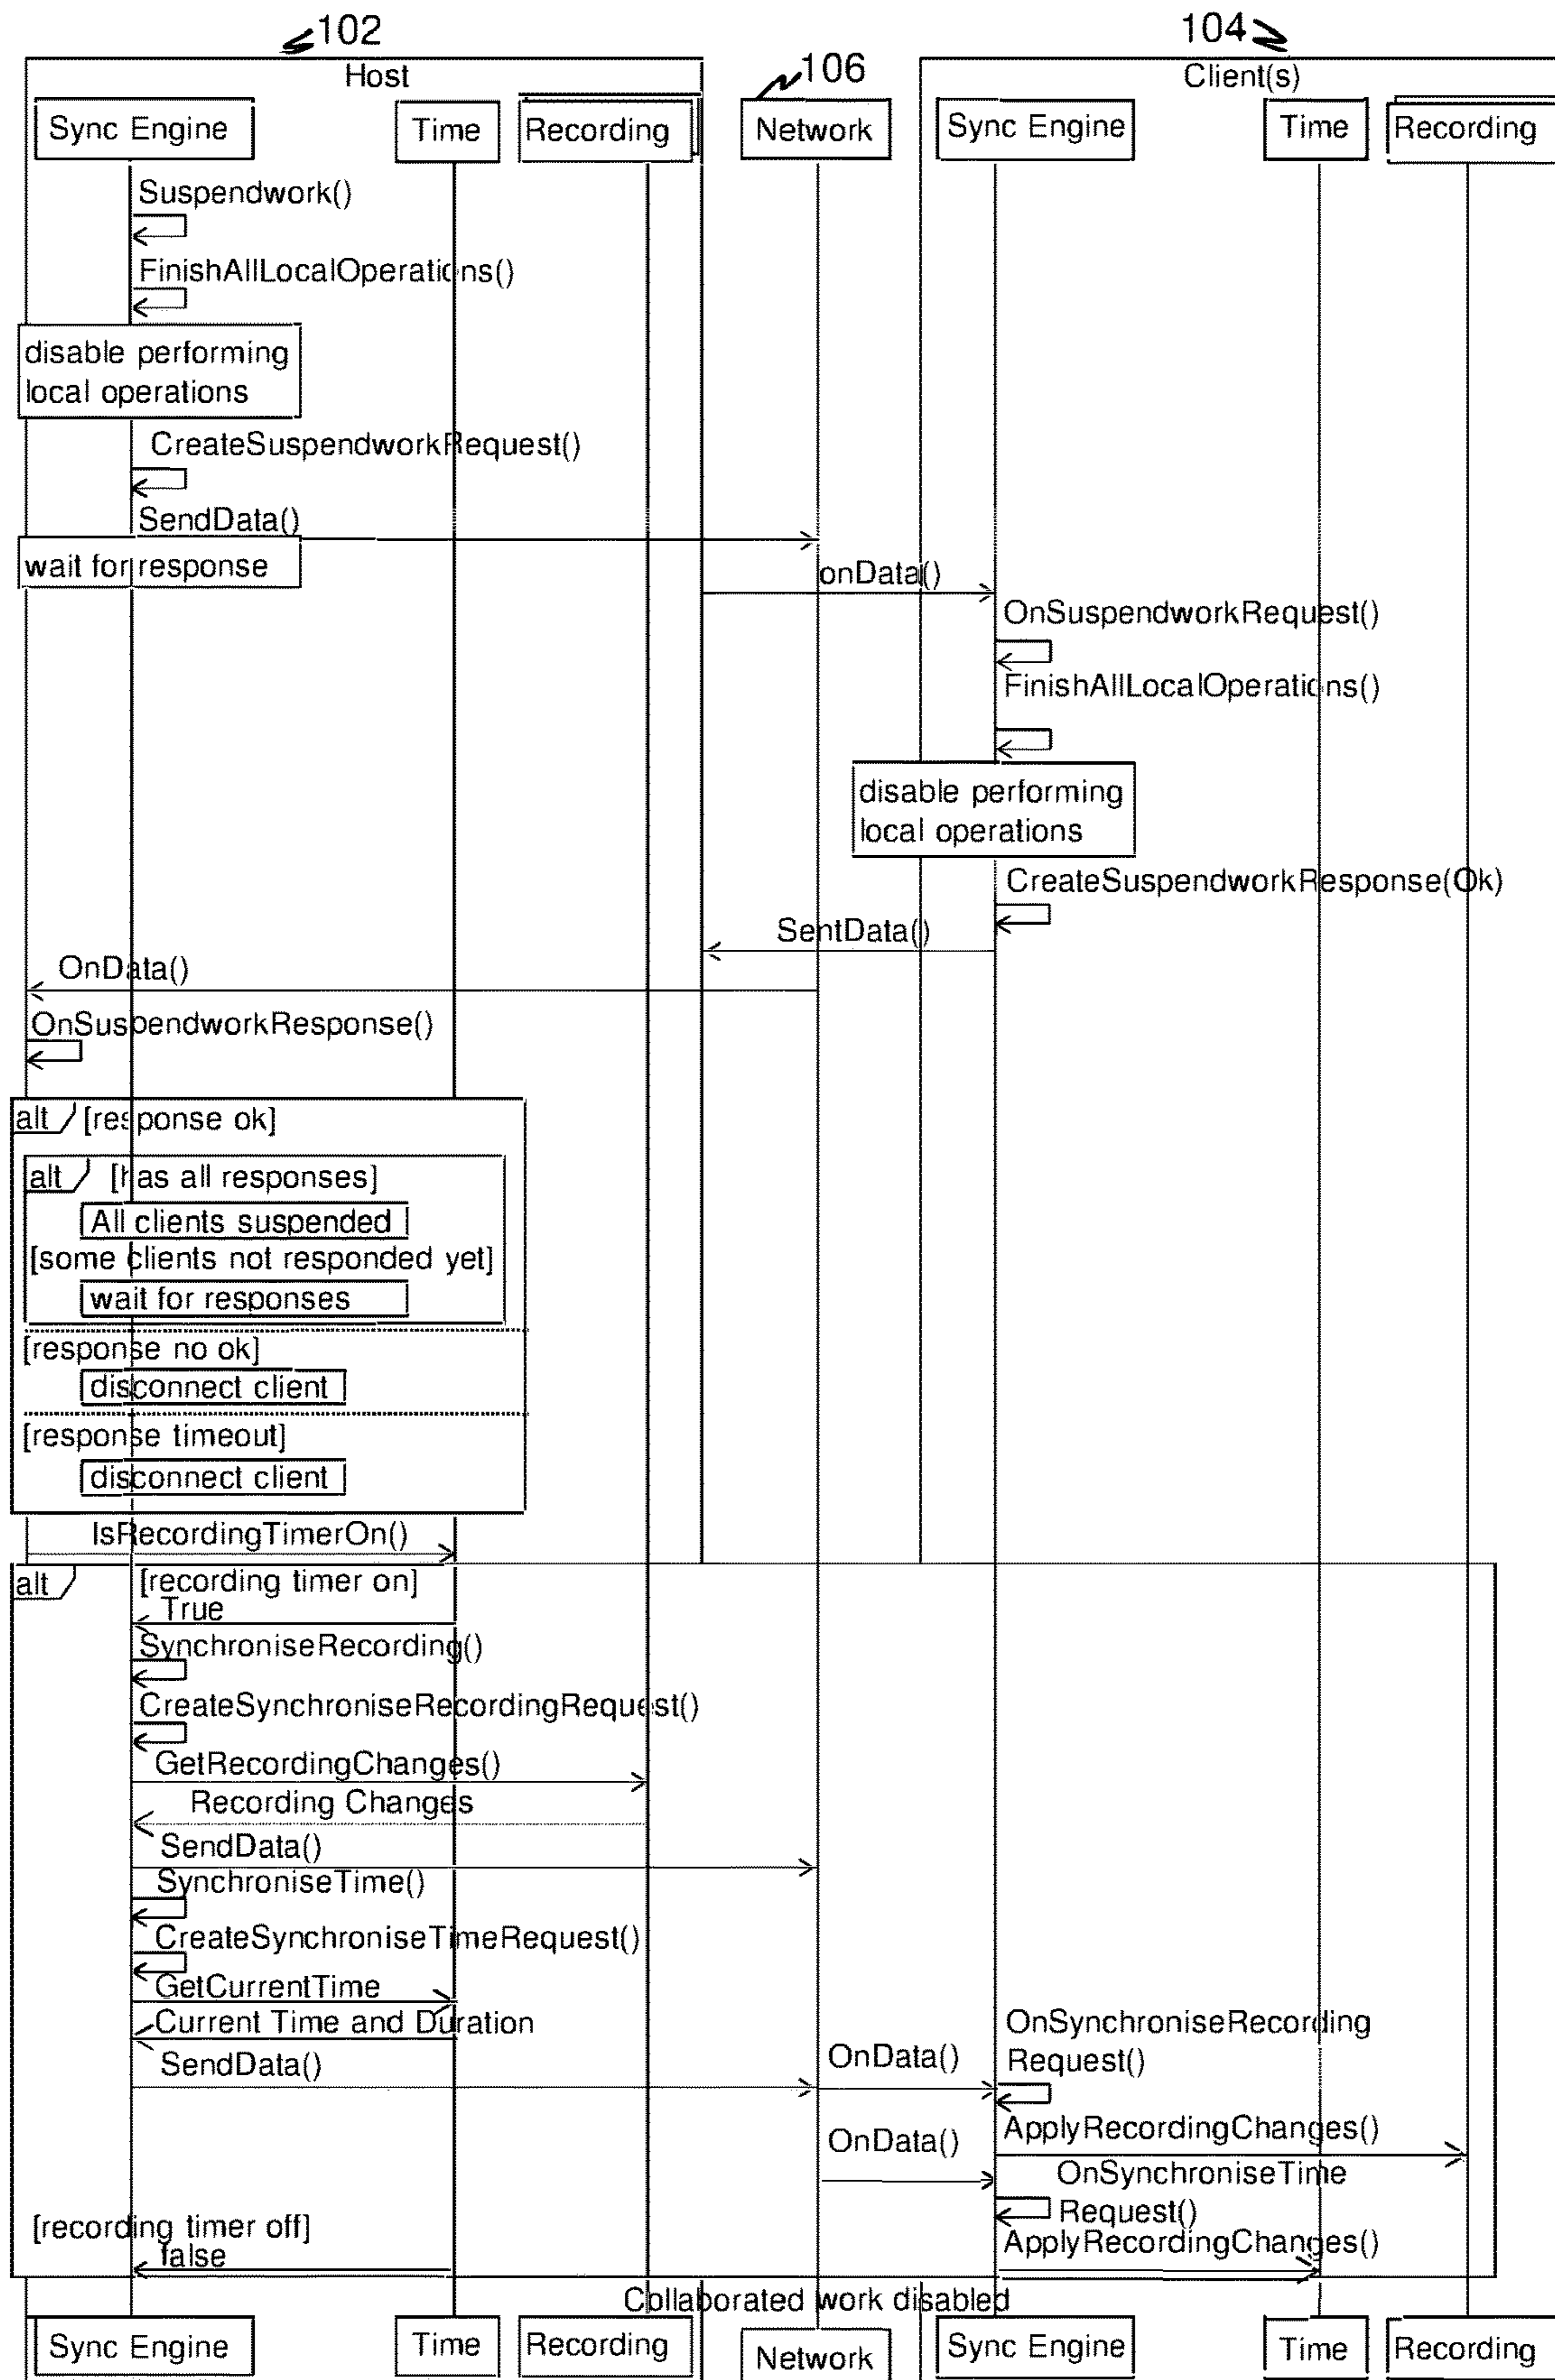 102
104
106
Host
Client(s)
Sync Engine
Time
Recording
Network
Sync Engine
Time
Recording
Suspendwork()
FinishAllLocalOperations()
disable performing
local operations
CreateSuspendworkRequest()
SendData()
wait for response
onData()
OnSuspendworkRequest()
FinishAllLocalOperations()
disable performing
local operations
CreateSuspendworkResponse(Ok)
SentData()
OnData()
OnSuspendworkResponse()
alt [response ok]
alt [has all responses]
All clients suspended
[some clients not responded yet]
wait for responses
[response no ok]
disconnect client
[response timeout]
disconnect client
IsRecordingTimerOn()
alt [recording timer on]
True
SynchroniseRecording()
CreateSynchroniseRecordingRequest()
GetRecordingChanges()
Recording Changes
SendData()
SynchroniseTime()
CreateSynchroniseTimeRequest()
GetCurrentTime
Current Time and Duration
SendData()
OnData()
OnSynchroniseRecording
Request()
OnData()
ApplyRecordingChanges()
OnSynchroniseTime
Request()
[recording timer off]
false
ApplyRecordingChanges()
Collaborated work disabled
Sync Engine
Time
Recording
Network
Sync Engine
Time
Recording